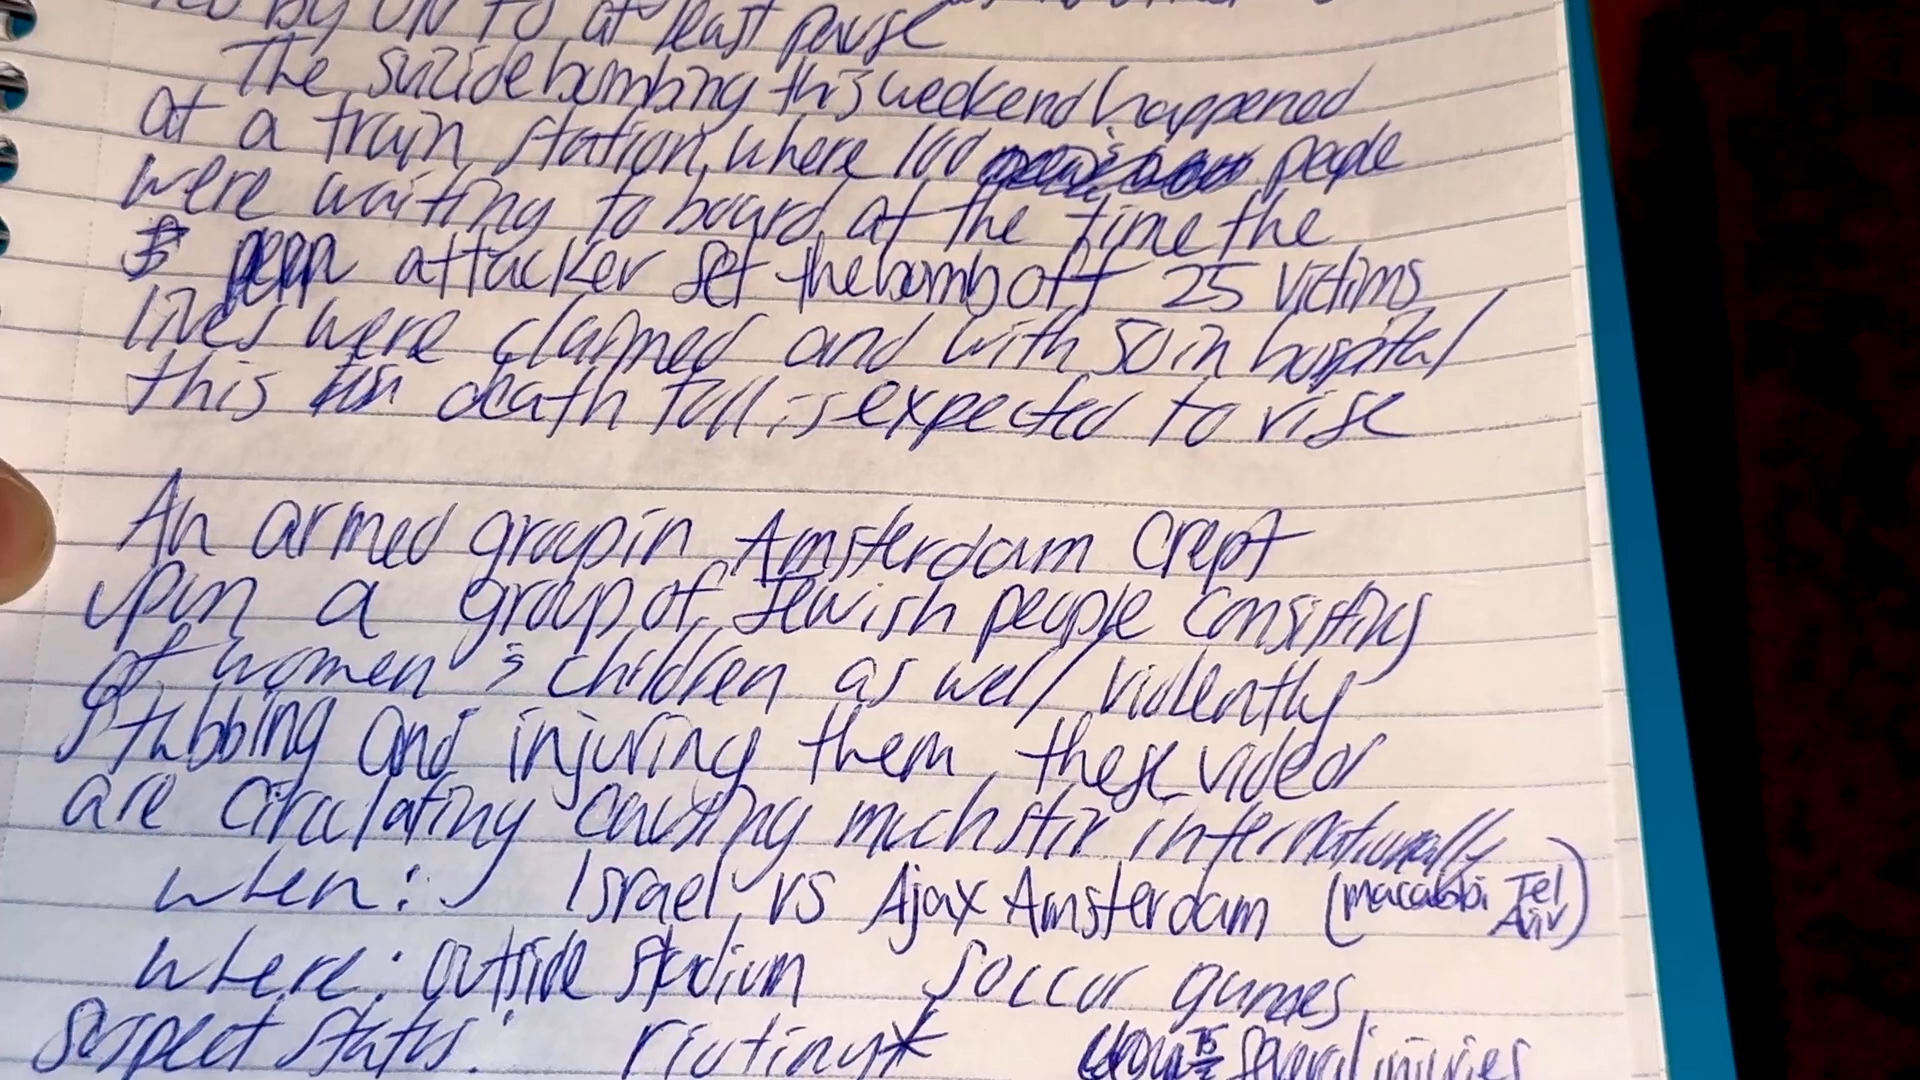 by UN to at least pause
The suizide bombing this weekend happened
at a train station, where 100 people
were waiting to board at the time the
attacker set the bomb off 25 victims
lives were claimed and with 50 in hospital
this death toll is expected to rise
An armed group in Amsterdam crept
upon a group of Jewish people consisting
of women & children as well violently
stabbing and injuring them, these videos
are circulating causing much stir internationally
when: Israel vs Ajax Amsterdam (macabbi Tel Aviv)
where: outside stadium soccor games
Suspect status: rioting* several injuries